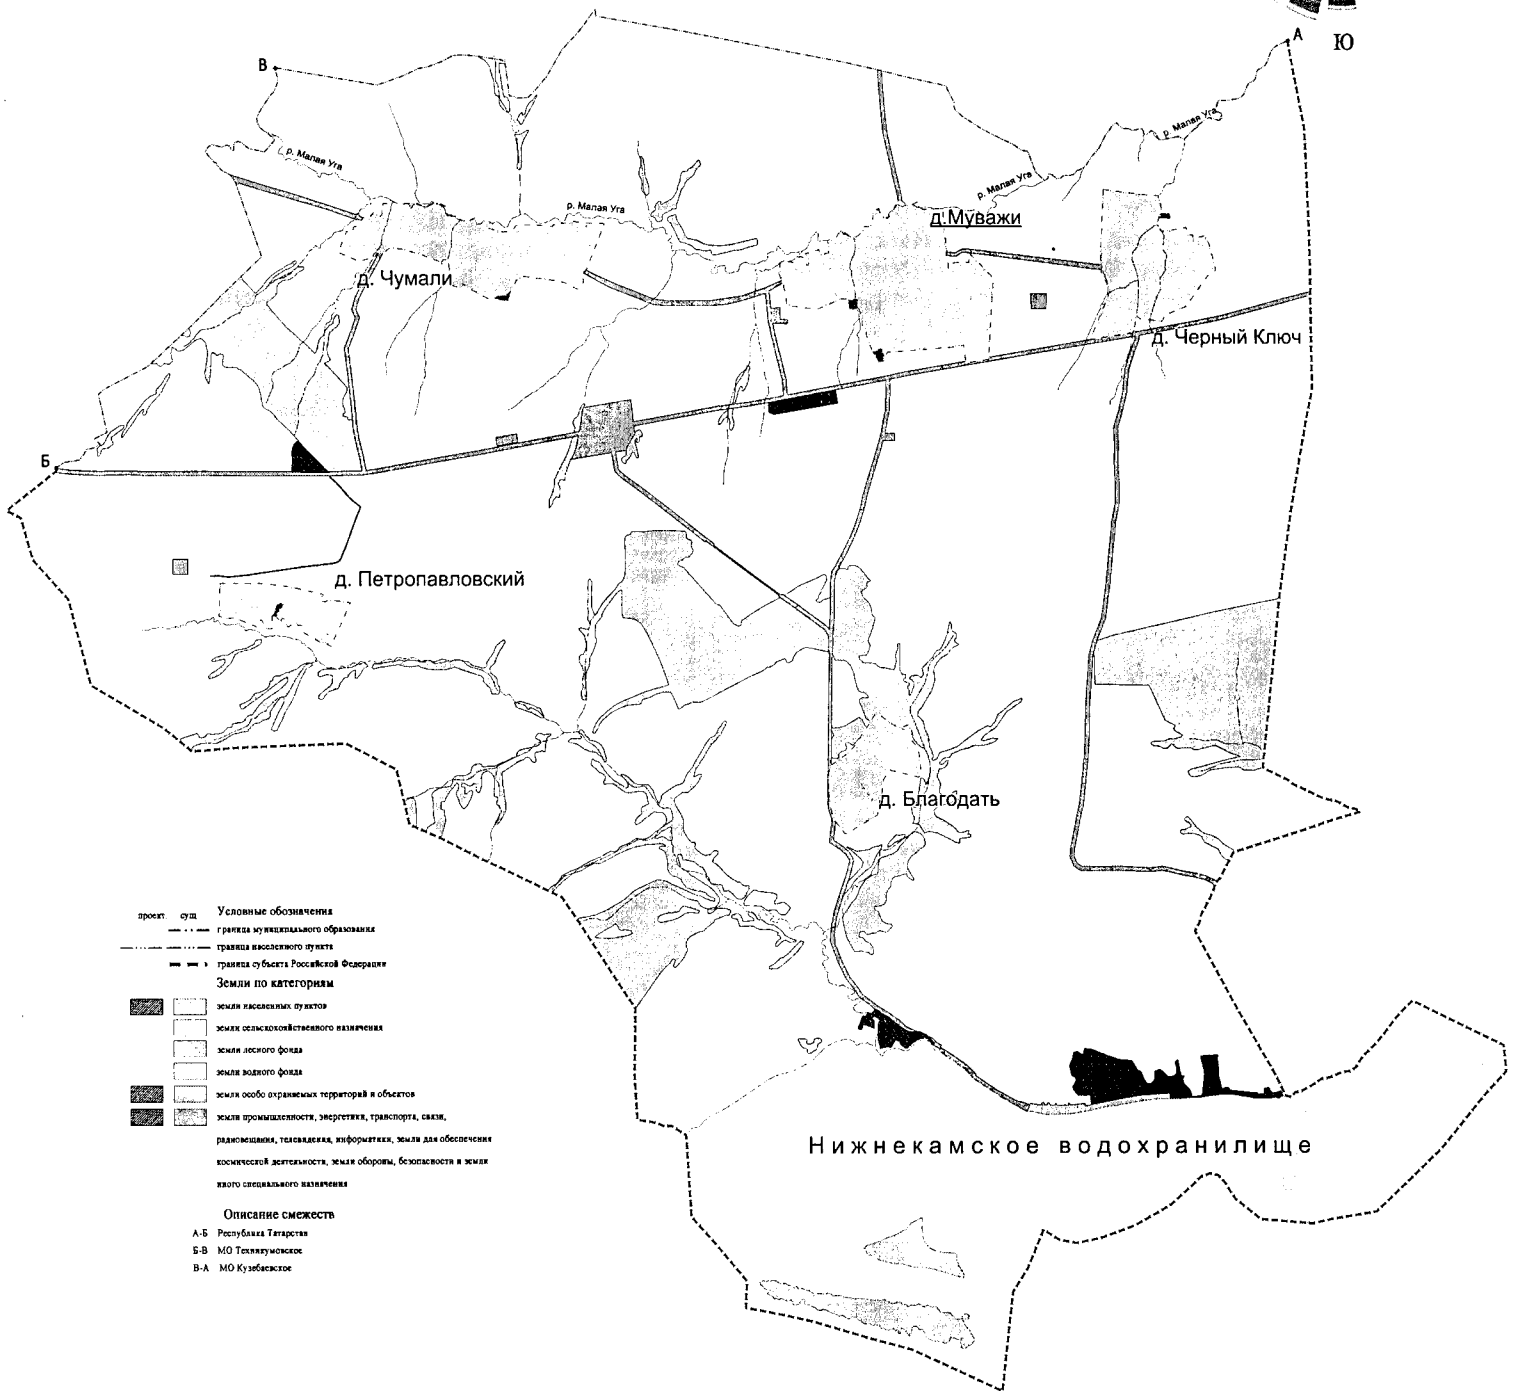 А
Ю
В
р. Малая Уга
р. Малая Уга
р. Малая Уга
р. Малая Уга
д.Муважи
д. Чумали
д. Черный Ключ
Б
д. Петропавловский
д. Благодать
проект сущ Условные обозначения
граница муниципального образования
граница населенного пункта
граница субъекта Российской Федерации
Земли по категориям
земли населенных пунктов
земли сельскохозяйственного назначения
земли лесного фонда
земли водного фонда
земли особо охраняемых территорий и объектов
земли промышленности, энергетики, транспорта, связи,
радиовещания, телевидения, информатики, земли для обеспечения
космической деятельности, земли обороны, безопасности и земли
иного специального назначения
Нижнекамское водохранилище
Описание смежеств
А-Б Республика Татарстан
Б-В МО Техникумовское
В-А МО Кузебаевское